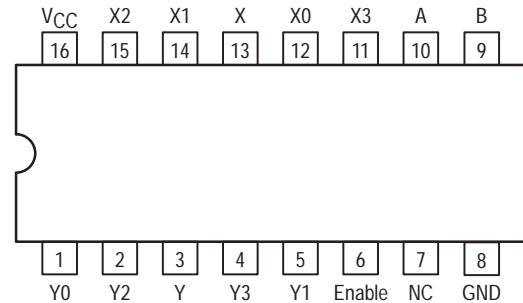 V_CC X2 X1 X X0 X3 A B
16 15 14 13 12 11 10 9
1 2 3 4 5 6 7 8
Y0 Y2 Y Y3 Y1 Enable NC GND